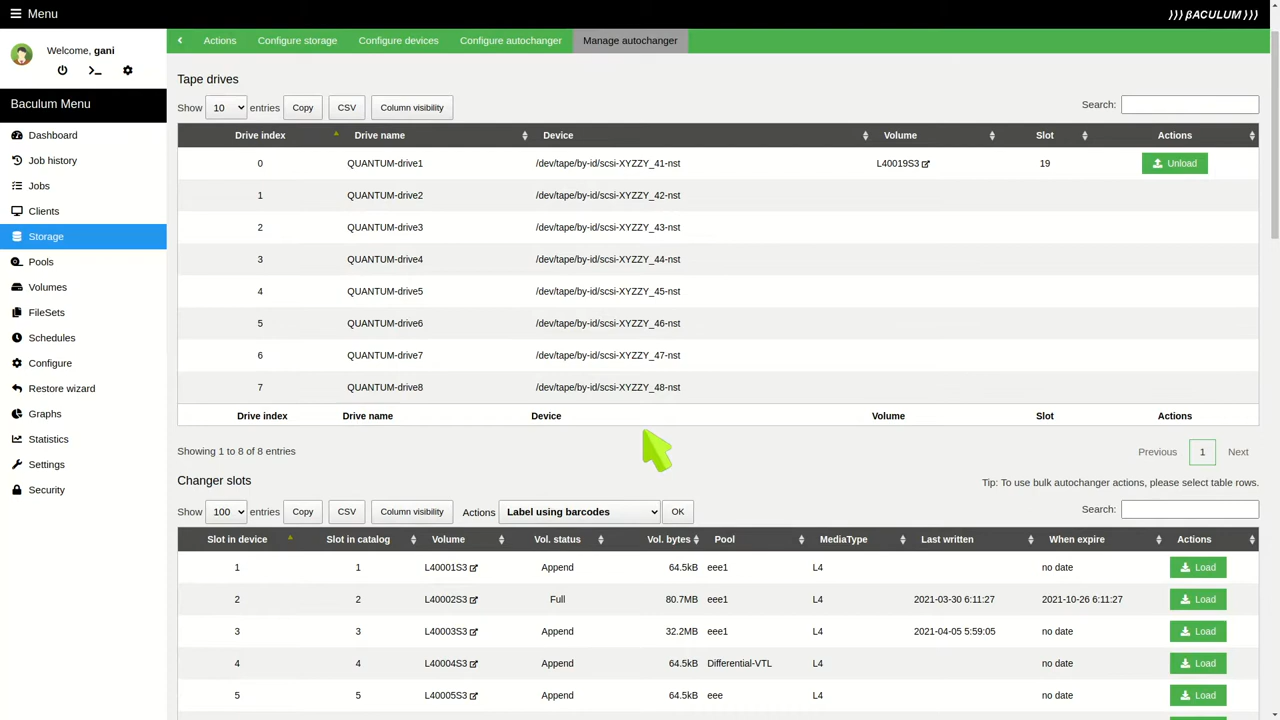 Menu
))) βACULUM )))
Welcome, gani
Baculum Menu
Dashboard
Job history
Jobs
Clients
Storage
Pools
Volumes
FileSets
Schedules
Configure
Restore wizard
Graphs
Statistics
Settings
Security
Actions Configure storage Configure devices Configure autochanger Manage autochanger
Tape drives
Show 10 entries Copy CSV Column visibility Search:
Drive index Drive name Device Volume Slot Actions
0 QUANTUM-drive1 /dev/tape/by-id/scsi-XYZZY_41-nst L40019S3 19 Unload
1 QUANTUM-drive2 /dev/tape/by-id/scsi-XYZZY_42-nst
2 QUANTUM-drive3 /dev/tape/by-id/scsi-XYZZY_43-nst
3 QUANTUM-drive4 /dev/tape/by-id/scsi-XYZZY_44-nst
4 QUANTUM-drive5 /dev/tape/by-id/scsi-XYZZY_45-nst
5 QUANTUM-drive6 /dev/tape/by-id/scsi-XYZZY_46-nst
6 QUANTUM-drive7 /dev/tape/by-id/scsi-XYZZY_47-nst
7 QUANTUM-drive8 /dev/tape/by-id/scsi-XYZZY_48-nst
Drive index Drive name Device Volume Slot Actions
Showing 1 to 8 of 8 entries Previous 1 Next
Changer slots
Tip: To use bulk autochanger actions, please select table rows.
Show 100 entries Copy CSV Column visibility Actions Label using barcodes OK Search:
Slot in device Slot in catalog Volume Vol. status Vol. bytes Pool MediaType Last written When expire Actions
1 1 L40001S3 Append 64.5kB eee1 L4 no date Load
2 2 L40002S3 Full 80.7MB eee1 L4 2021-03-30 6:11:27 2021-10-26 6:11:27 Load
3 3 L40003S3 Append 32.2MB eee1 L4 2021-04-05 5:59:05 no date Load
4 4 L40004S3 Append 64.5kB Differential-VTL L4 no date Load
5 5 L40005S3 Append 64.5kB eee L4 no date Load